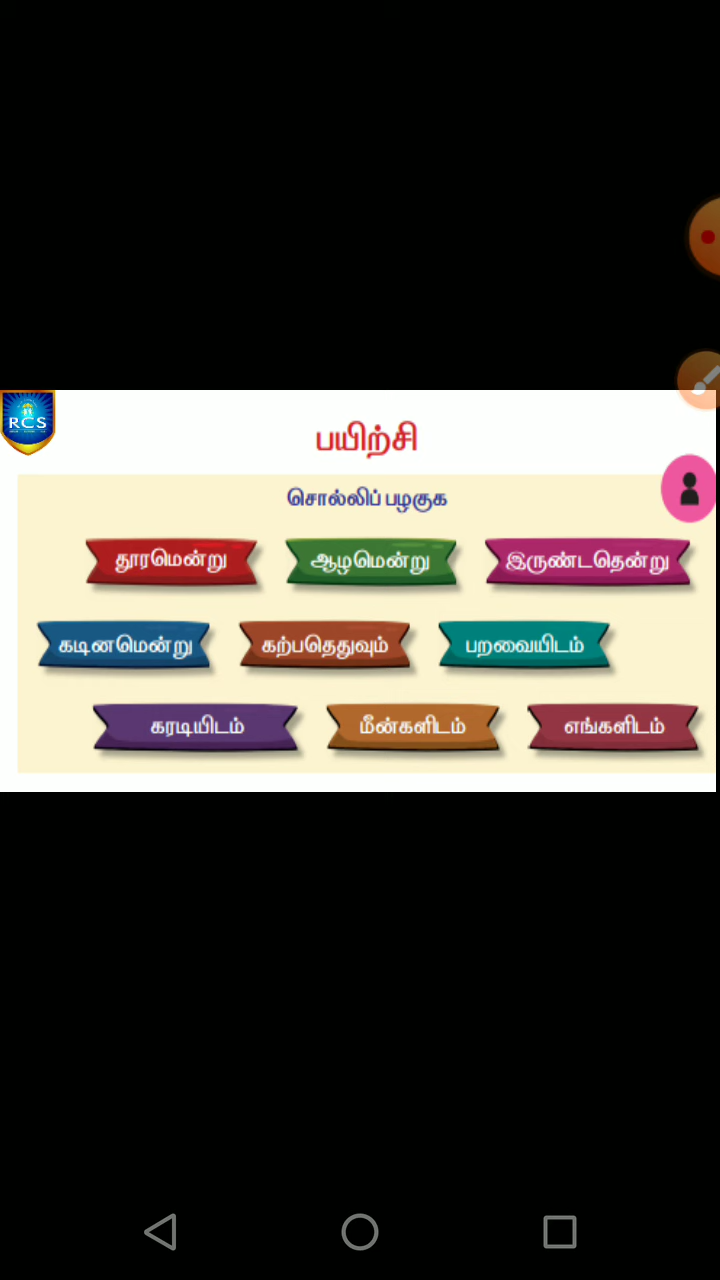 RCS
பயிற்சி
சொல்லிப் பழகுக
தூரமென்று ஆழமென்று இருண்டதென்று
கடினமென்று கற்பதெதுவும் பறவையிடம்
கரடியிடம் மீன்களிடம் எங்களிடம்